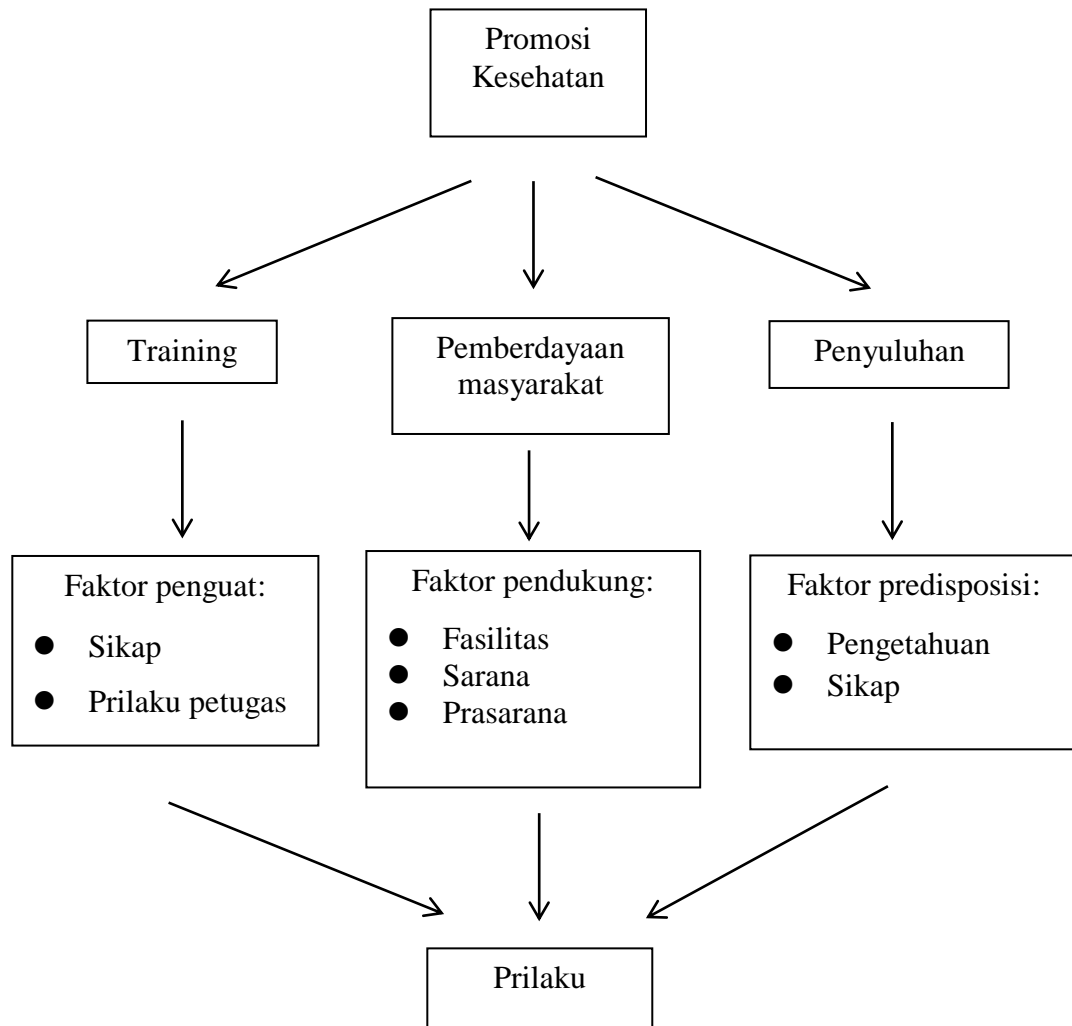 Promosi
Kesehatan
Training
Pemberdayaan
masyarakat
Penyuluhan
Faktor penguat:
● Sikap
● Prilaku petugas
Faktor pendukung:
● Fasilitas
● Sarana
● Prasarana
Faktor predisposisi:
● Pengetahuan
● Sikap
Prilaku